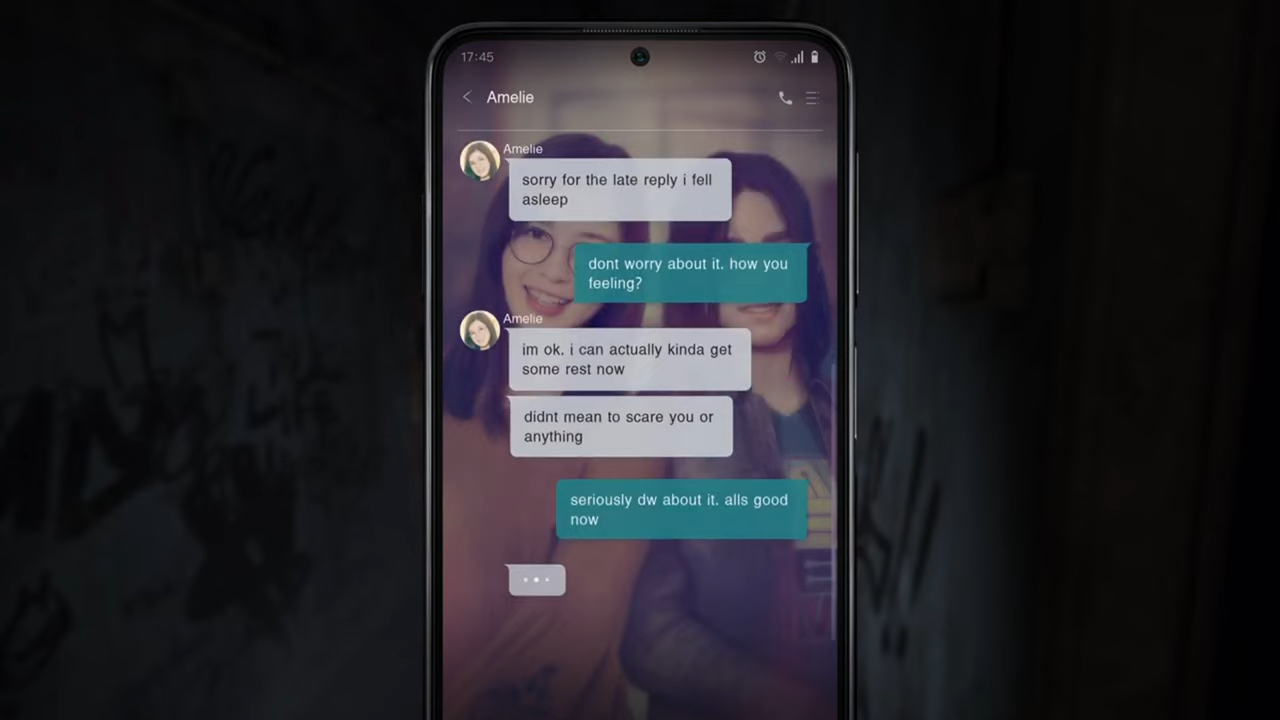 17:45
Amelie
Amelie
sorry for the late reply i fell
asleep
dont worry about it. how you
feeling?
Amelie
im ok. i can actually kinda get
some rest now
didnt mean to scare you or
anything
seriously dw about it. alls good
now